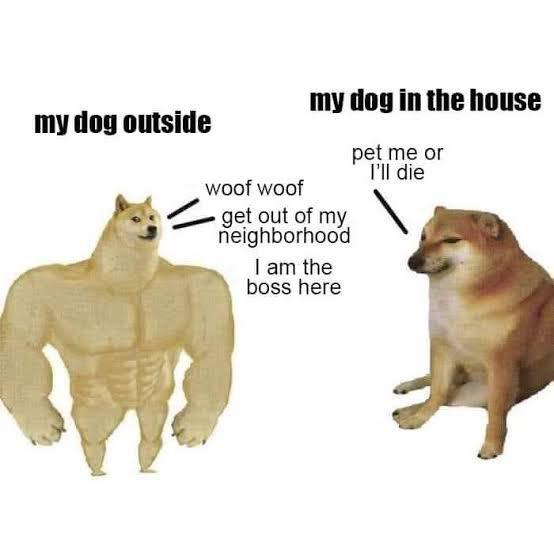 my dog outside
woof woof
get out of my
neighborhood
I am the
boss here
my dog in the house
pet me or
I'll die